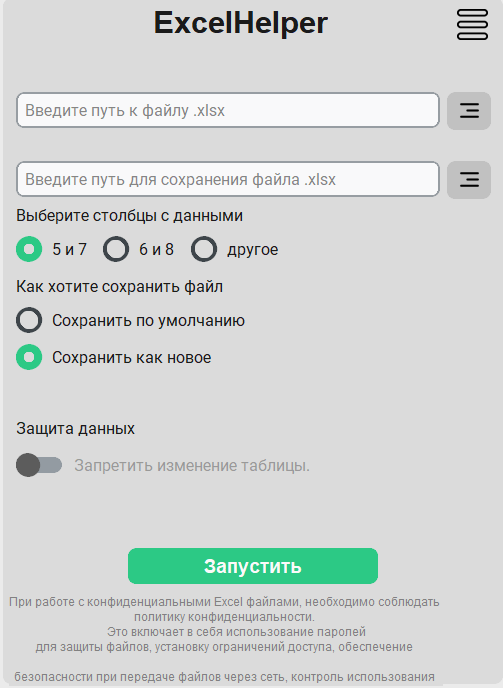 ExcelHelper
Введите путь к файлу .xlsx
Введите путь для сохранения файла .xlsx
Выберите столбцы с данными
5 и 7 6 и 8 другое
Как хотите сохранить файл
Сохранить по умолчанию
Сохранить как новое
Защита данных
Запретить изменение таблицы.
Запустить
При работе с конфиденциальными Excel файлами, необходимо соблюдать
политику конфиденциальности.
Это включает в себя использование паролей
для защиты файлов, установку ограничений доступа, обеспечение
безопасности при передаче файлов через сеть, контроль использования